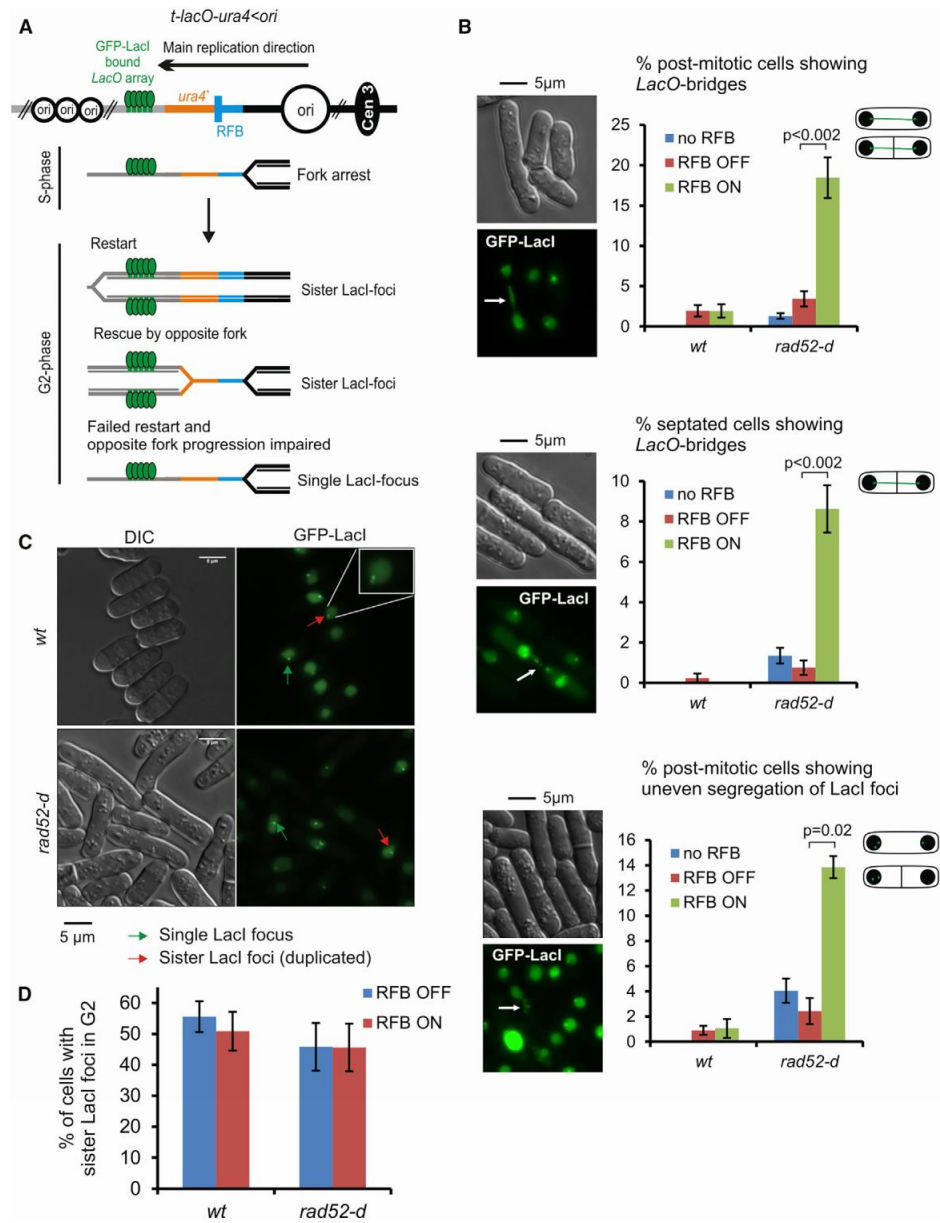 A
t-lacO-ura4<ori
GFP-LacI
bound
LacO array
Main replication direction
ori ori ori
ura4+
RFB
ori
Cen 3
S-phase
Fork arrest
G2-phase
Restart
Sister LacI-foci
Rescue by opposite fork
Sister LacI-foci
Failed restart and
opposite fork progression impaired
Single LacI-focus
B
5µm
GFP-LacI
% post-mitotic cells showing
LacO-bridges
25
20
15
10
5
0
no RFB
RFB OFF
RFB ON
p<0.002
wt
rad52-d
5µm
GFP-LacI
% septated cells showing
LacO-bridges
10
8
6
4
2
0
no RFB
RFB OFF
RFB ON
p<0.002
wt
rad52-d
5µm
GFP-LacI
% post-mitotic cells showing
uneven segregation of LacI foci
16
14
12
10
8
6
4
2
0
no RFB
RFB OFF
RFB ON
p=0.02
wt
rad52-d
C
DIC
GFP-LacI
wt
rad52-d
5 µm
Single LacI focus
Sister LacI foci (duplicated)
D
% of cells with
sister LacI foci in G2
60
50
40
30
20
10
0
RFB OFF
RFB ON
wt
rad52-d